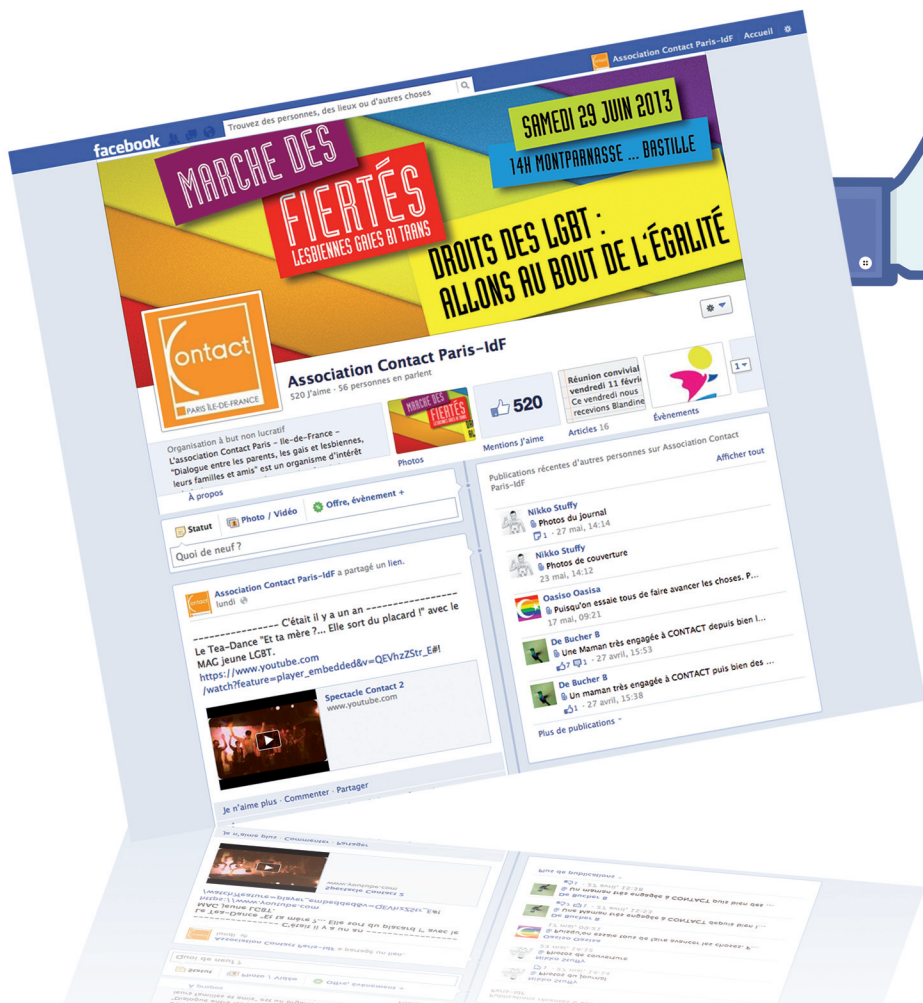 facebook
Trouvez des personnes, des lieux ou d'autres choses
Association Contact Paris-IdF Accueil
MARCHE DES
FIERTÉS
LESBIENNES GAIES BI TRANS
SAMEDI 29 JUIN 2013
14H MONTPARNASSE ... BASTILLE
DROITS DES LGBT :
ALLONS AU BOUT DE L'ÉGALITÉ
Contact
PARIS ÎLE-DE-FRANCE
Association Contact Paris-IdF
520 J'aime · 56 personnes en parlent
Organisation à but non lucratif
L'association Contact Paris - Ile-de-France -
"Dialogue entre les parents, les gais et lesbiennes,
leurs familles et amis" est un organisme d'intérêt
À propos
MARCHE DES
FIERTÉS
Photos
520
Mentions J'aime
Réunion convivial
vendredi 11 févri
Ce vendredi nous
recevions Blandine
Articles 16
Évènements
1
Statut
Photo / Vidéo
Offre, évènement +
Quoi de neuf ?
Association Contact Paris-IdF a partagé un lien.
lundi
---------------- C'était il y a un an -----------------
Le Tea-Dance "Et ta mère ?... Elle sort du placard !" avec le
MAG jeune LGBT.
https://www.youtube.com
/watch?feature=player_embedded&v=QEVhzZStr_E#!
Spectacle Contact 2
www.youtube.com
Je n'aime plus · Commenter · Partager
Publications récentes d'autres personnes sur Association Contact
Paris-IdF
Afficher tout
Nikko Stuffy
Photos du journal
1 · 27 mai, 14:14
Nikko Stuffy
Photos de couverture
23 mai, 14:12
Oasiso Oasisa
Puisqu'on essaie tous de faire avancer les choses, P...
17 mai, 09:21
De Bucher B
Une Maman très engagée à CONTACT depuis bien l...
7 1 · 27 avril, 15:53
De Bucher B
Un maman très engagée à CONTACT puis bien des ...
1 · 27 avril, 15:38
Plus de publications